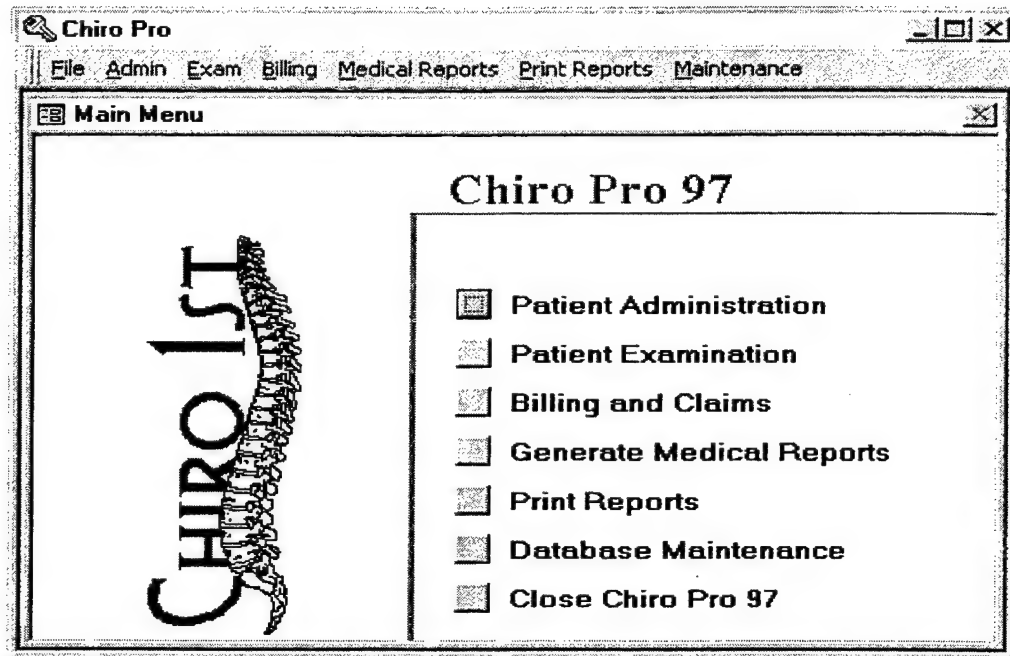 Chiro Pro
File Admin Exam Billing Medical Reports Print Reports Maintenance
Main Menu
Chiro Pro 97
CHIRO 1ST
Patient Administration
Patient Examination
Billing and Claims
Generate Medical Reports
Print Reports
Database Maintenance
Close Chiro Pro 97